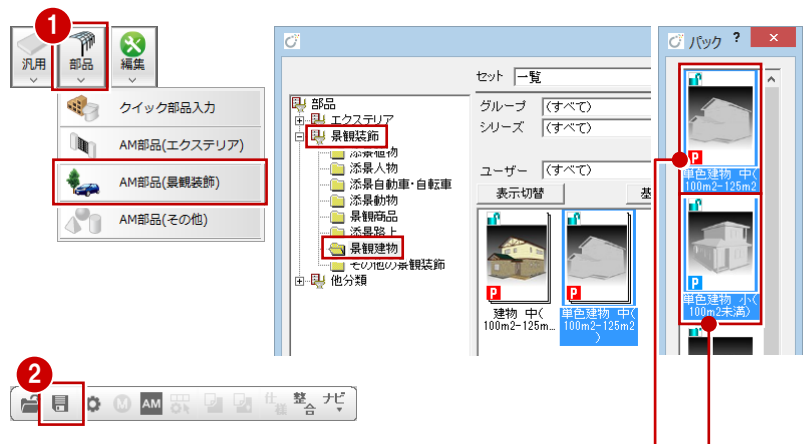 1
汎用
部品
編集
クイック部品入力
AM部品(エクステリア)
AM部品(景観装飾)
AM部品(その他)
2
AM
仕様
整合
ナビ
セット 一覧
部品
エクステリア
景観装飾
添景植物
添景人物
添景自動車・自転車
添景動物
景観商品
添景路上
景観建物
その他の景観装飾
他分類
グループ (すべて)
シリーズ (すべて)
ユーザー (すべて)
表示切替
基
P
P
建物 中(
100m2-125m...
単色建物 中(
100m2-125m2
)
パック ? ×
P
単色建物 中(
100m2-125m2
P
単色建物 小(
100m2未満)